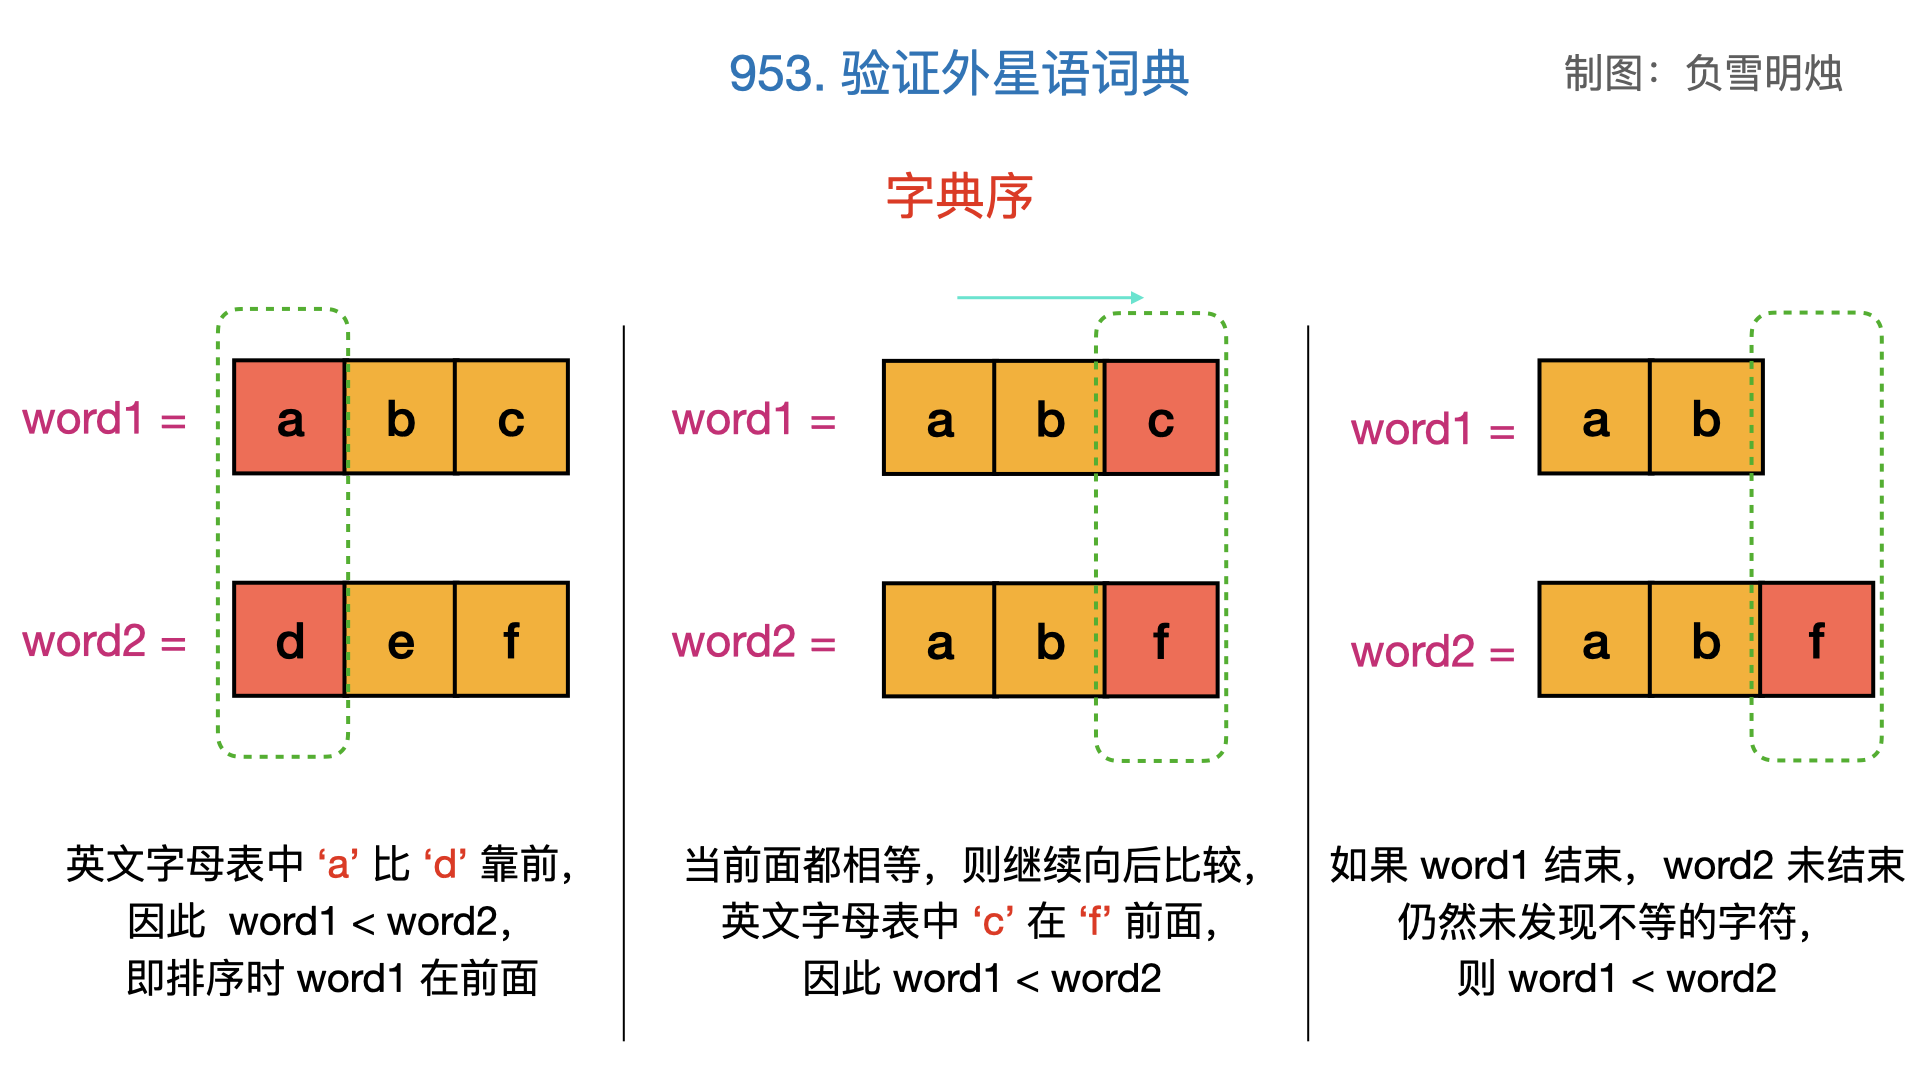 953. 验证外星语词典
制图：负雪明烛
字典序
word1 =
a b c
word2 =
d e f
英文字母表中 ‘a’ 比 ‘d’ 靠前，
因此 word1 < word2，
即排序时 word1 在前面
word1 =
a b c
word2 =
a b f
当前面都相等，则继续向后比较，
英文字母表中 ‘c’ 在 ‘f’ 前面，
因此 word1 < word2
word1 =
a b
word2 =
a b f
如果 word1 结束，word2 未结束
仍然未发现不等的字符，
则 word1 < word2